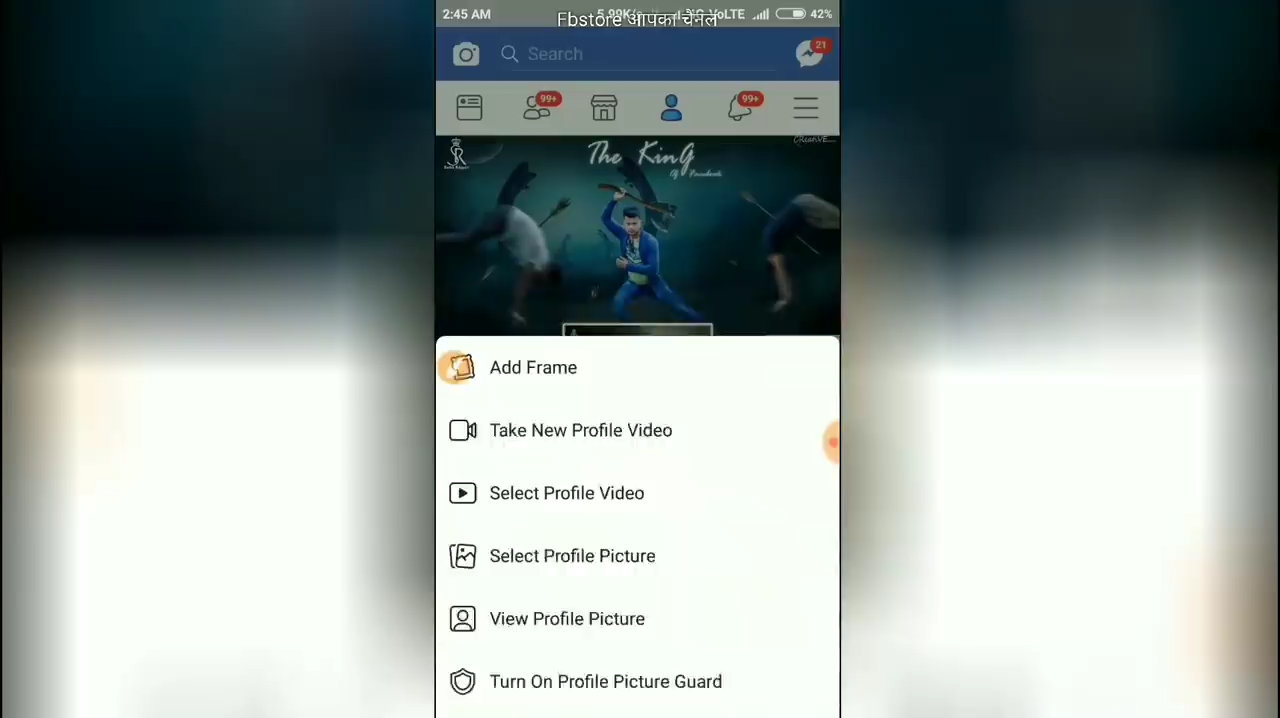 2:45 AM
Fbstore आपका चैनल
VoLTE
42%
Search
21
99+
99+
The KinG
Add Frame
Take New Profile Video
Select Profile Video
Select Profile Picture
View Profile Picture
Turn On Profile Picture Guard